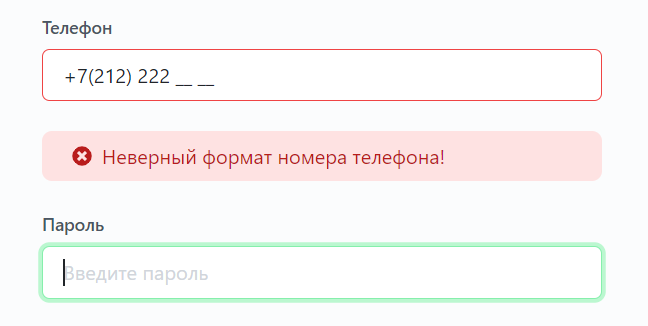 Телефон
+7(212) 222 __ __
Неверный формат номера телефона!
Пароль
Введите пароль